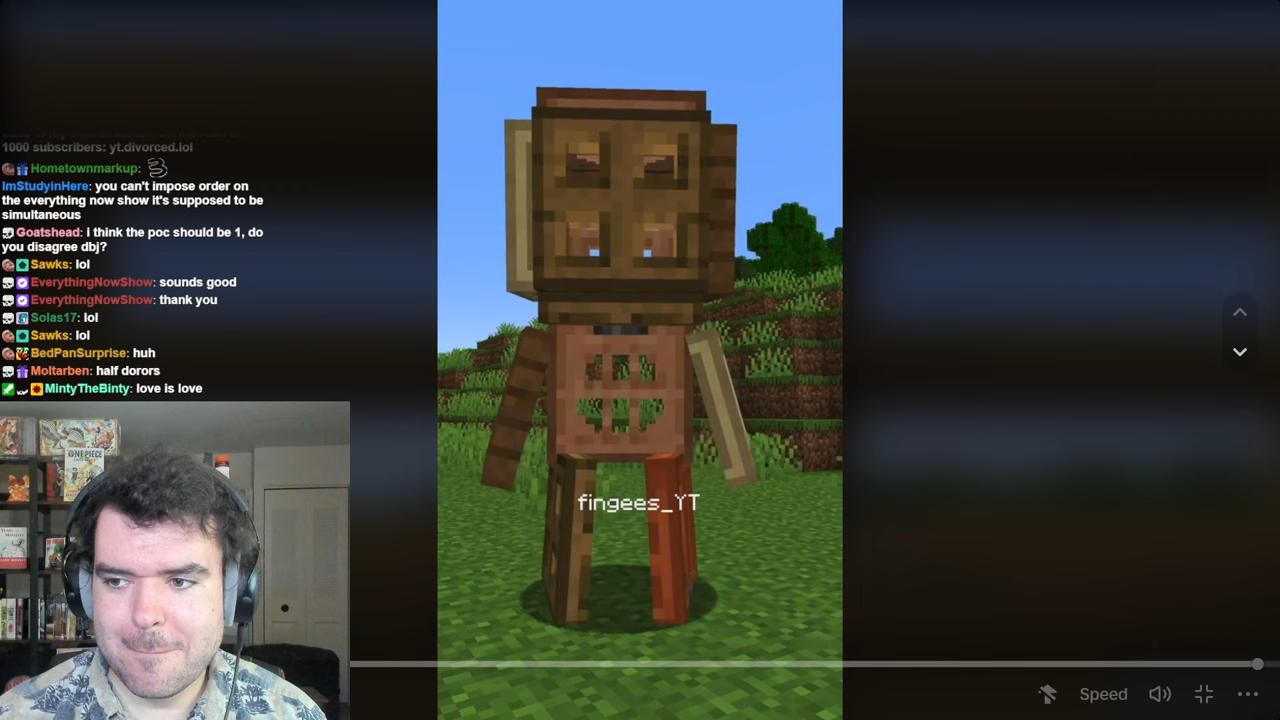 1000 subscribers: yt.divorced.lol
Hometownmarkup:
ImStudyinHere: you can't impose order on
the everything now show it's supposed to be
simultaneous
Goatshead: i think the poc should be 1, do
you disagree dbj?
Sawks: lol
EverythingNowShow: sounds good
EverythingNowShow: thank you
Solas17: lol
Sawks: lol
BedPanSurprise: huh
Moltarben: half dorors
MintyTheBinty: love is love
ONE PIECE
fingees_YT
Speed